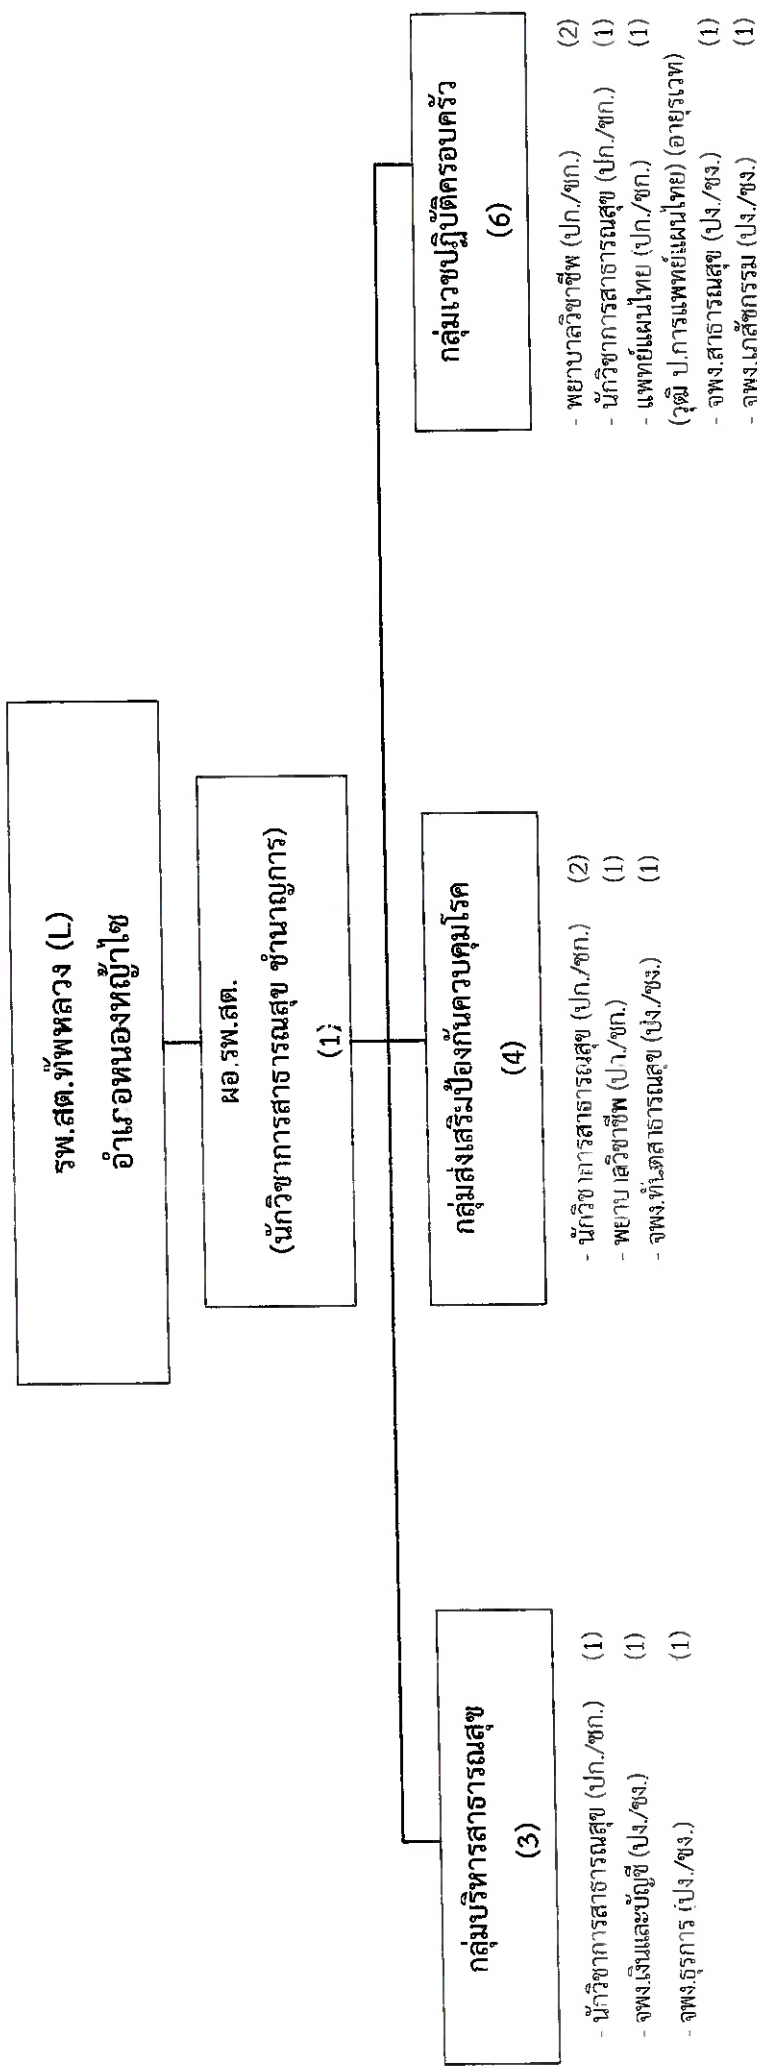 รพ.สต.ทัพหลวง (L)
อำเภอหนองหญ้าไซ
ผอ.รพ.สต.
(นักวิชาการสาธารณสุข ชำนาญการ)
(1)
กลุ่มบริหารสาธารณสุข
(3)
- นักวิชาการสาธารณสุข (ปก./ชก.) (1)
- จพง.เงินและบัญชี (ปง./ชง.) (1)
- จพง.ธุรการ (ปง./ชง.) (1)
กลุ่มส่งเสริมป้องกันควบคุมโรค
(4)
- นักวิชาการสาธารณสุข (ปก./ชก.) (2)
- พยาบาลวิชาชีพ (ปก./ชก.) (1)
- จพง.ทันตสาธารณสุข (ปง./ชง.) (1)
กลุ่มเวชปฏิบัติครอบครัว
(6)
- พยาบาลวิชาชีพ (ปก./ชก.) (2)
- นักวิชาการสาธารณสุข (ปก./ชก.) (1)
- แพทย์แผนไทย (ปก./ชก.) (1)
(วุฒิ ป.การแพทย์แผนไทย) (อายุรเวท)
- จพง.สาธารณสุข (ปง./ชง.) (1)
- จพง.เภสัชกรรม (ปง./ชง.) (1)